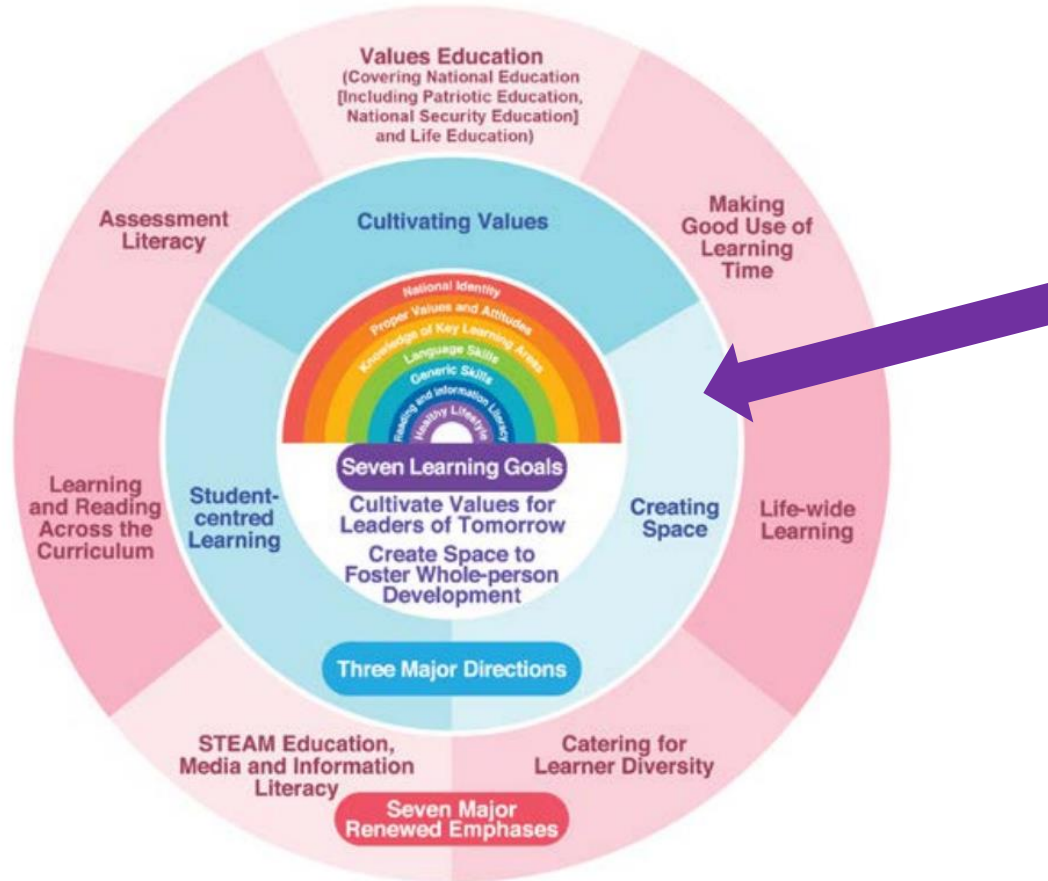 Values Education
(Covering National Education
[Including Patriotic Education,
National Security Education]
and Life Education)
Assessment
Literacy
Cultivating Values
Making
Good Use of
Learning
Time
National Identity
Proper Values and Attitudes
Knowledge of Key Learning Areas
Language Skills
Generic Skills
Reading and Information Literacy
Healthy Lifestyle
Seven Learning Goals
Cultivate Values for
Leaders of Tomorrow
Create Space to
Foster Whole-person
Development
Learning
and Reading
Across the
Curriculum
Student-
centred
Learning
Creating
Space
Life-wide
Learning
Three Major Directions
STEAM Education,
Media and Information
Literacy
Catering for
Learner Diversity
Seven Major
Renewed Emphases